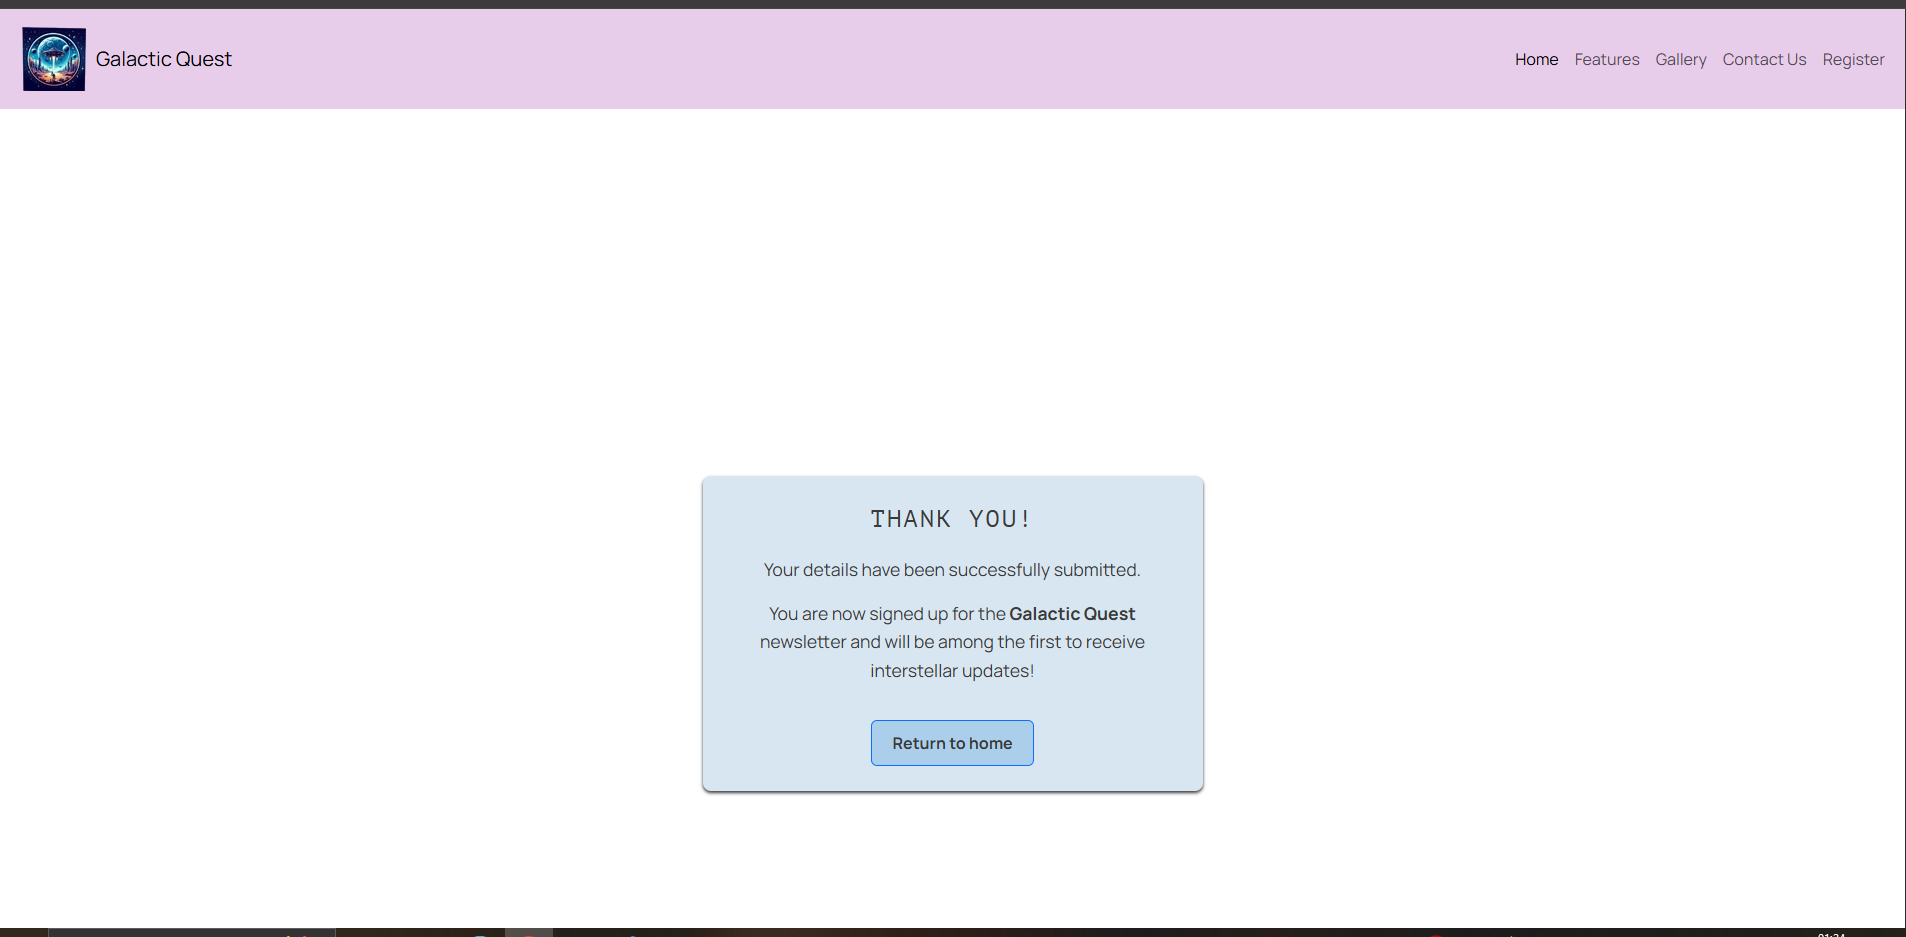 Galactic Quest
Home Features Gallery Contact Us Register
THANK YOU!
Your details have been successfully submitted.
You are now signed up for the Galactic Quest
newsletter and will be among the first to receive
interstellar updates!
Return to home